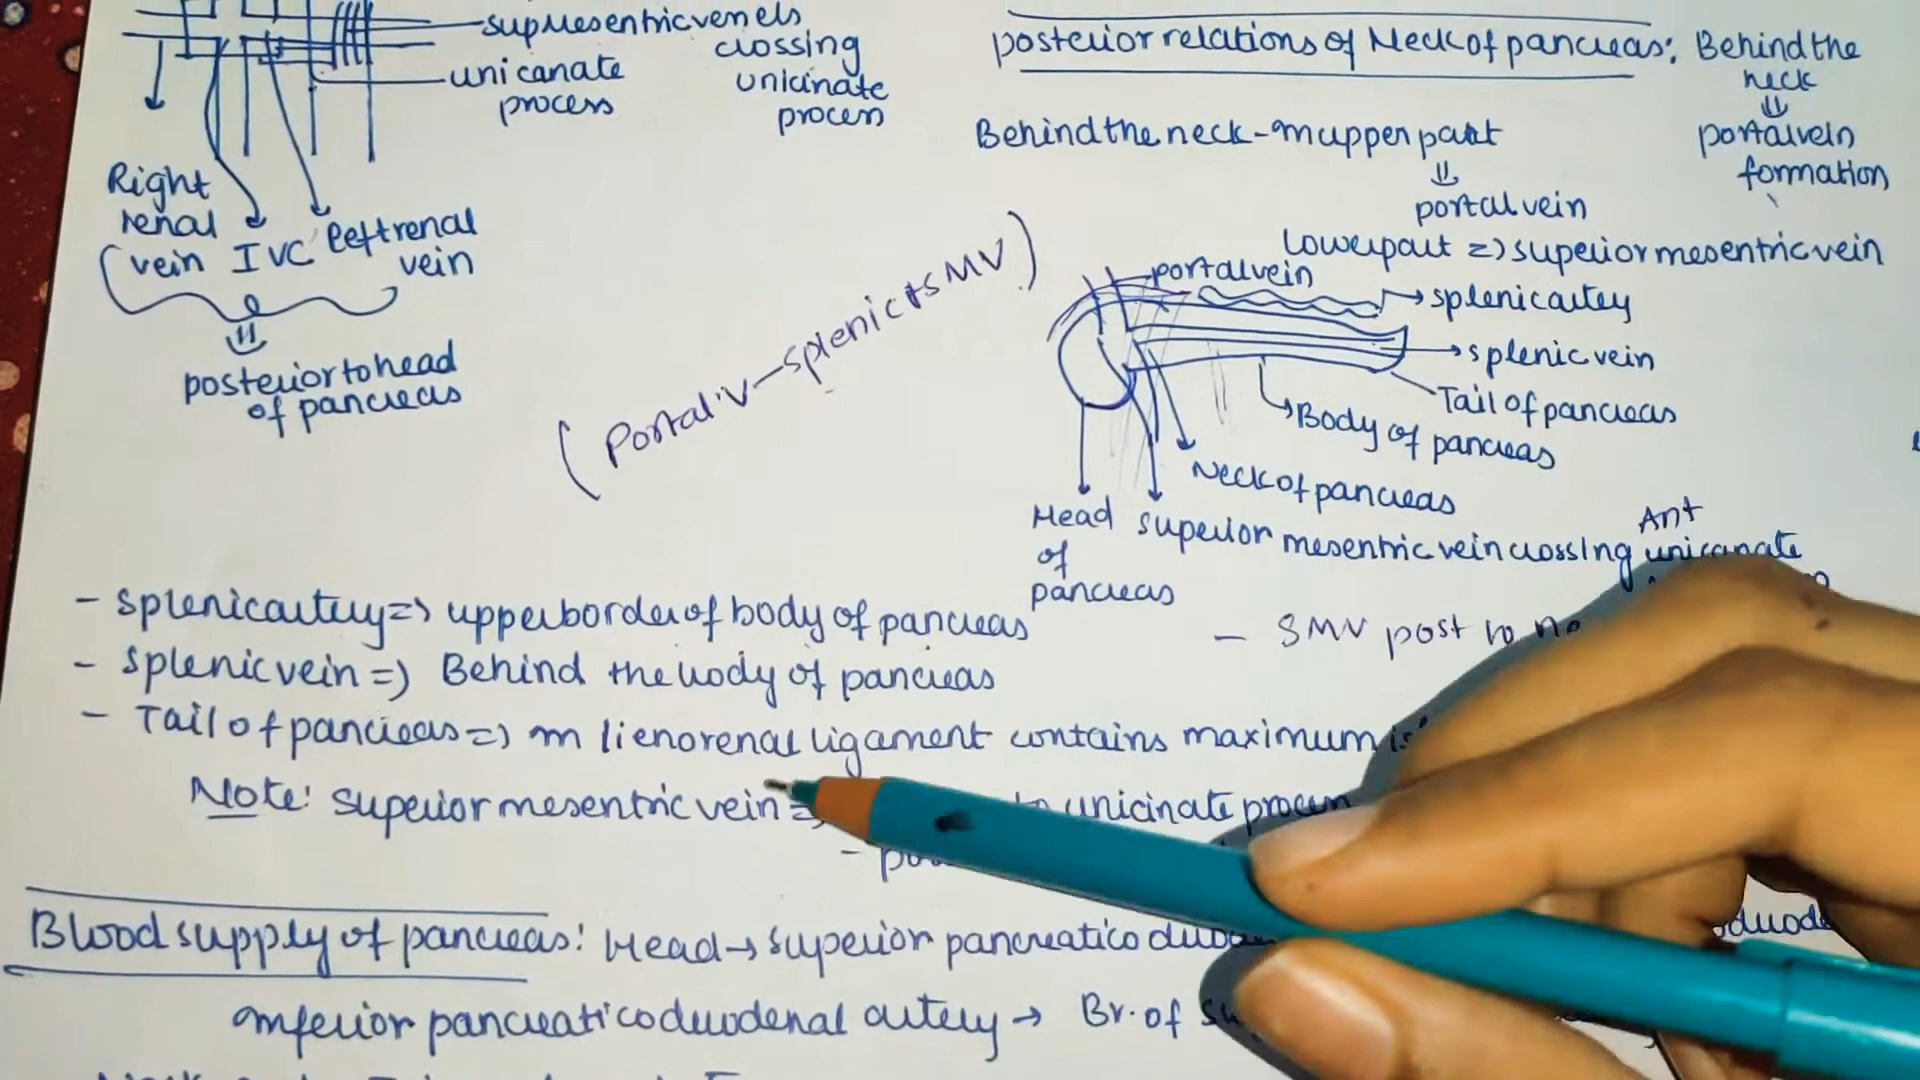 supmesentricvenels
crossing
unicinate
process
unicanate
process
Right
renal
vein
IVC
left renal
vein
posterior to head
of pancreas
posterior relations of Neck of pancreas:
Behind the
neck
portal vein
formation
Behind the neck - in upper part
portal vein
Lower part => superior mesentric vein
(Portal.v - splenic + SMV)
portal vein
splenic artey
splenic vein
Tail of pancreas
Body of pancreas
Neck of pancreas
Head
of
pancreas
Ant
superior mesentric vein crossing unicanate
- SMV post to
- splenic artery => upper border of body of pancreas
- splenic vein => Behind the body of pancreas
- Tail of pancreas => in lienorenal ligament contains maximum
Note: superior mesentric vein =>
unicinate process
-
Blood supply of pancreas: Head → superior pancreatico
inferior pancreaticoduodenal artery → Br. of